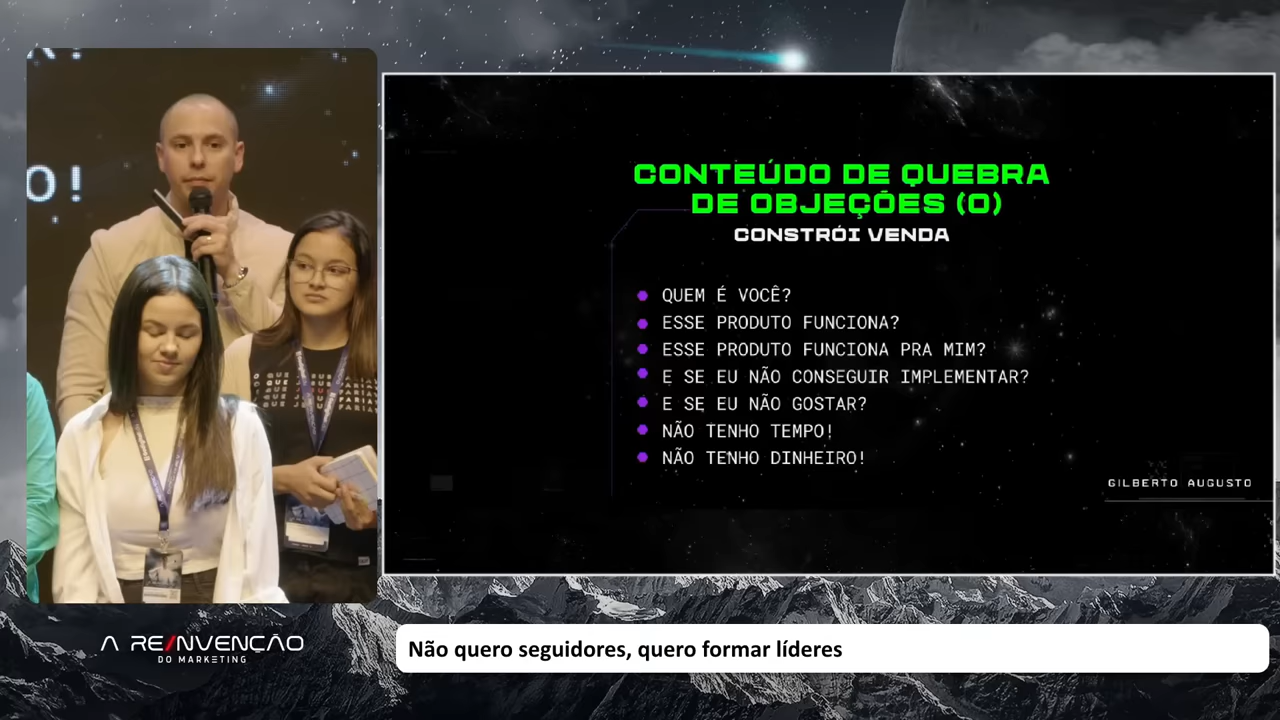 O!
CONTEÚDO DE QUEBRA
DE OBJEÇÕES (O)
CONSTRÓI VENDA
QUEM É VOCÊ?
ESSE PRODUTO FUNCIONA?
ESSE PRODUTO FUNCIONA PRA MIM?
E SE EU NÃO CONSEGUIR IMPLEMENTAR?
E SE EU NÃO GOSTAR?
NÃO TENHO TEMPO!
NÃO TENHO DINHEIRO!
GILBERTO AUGUSTO
A RE/NVENÇÃO
DO MARKETING
Não quero seguidores, quero formar líderes